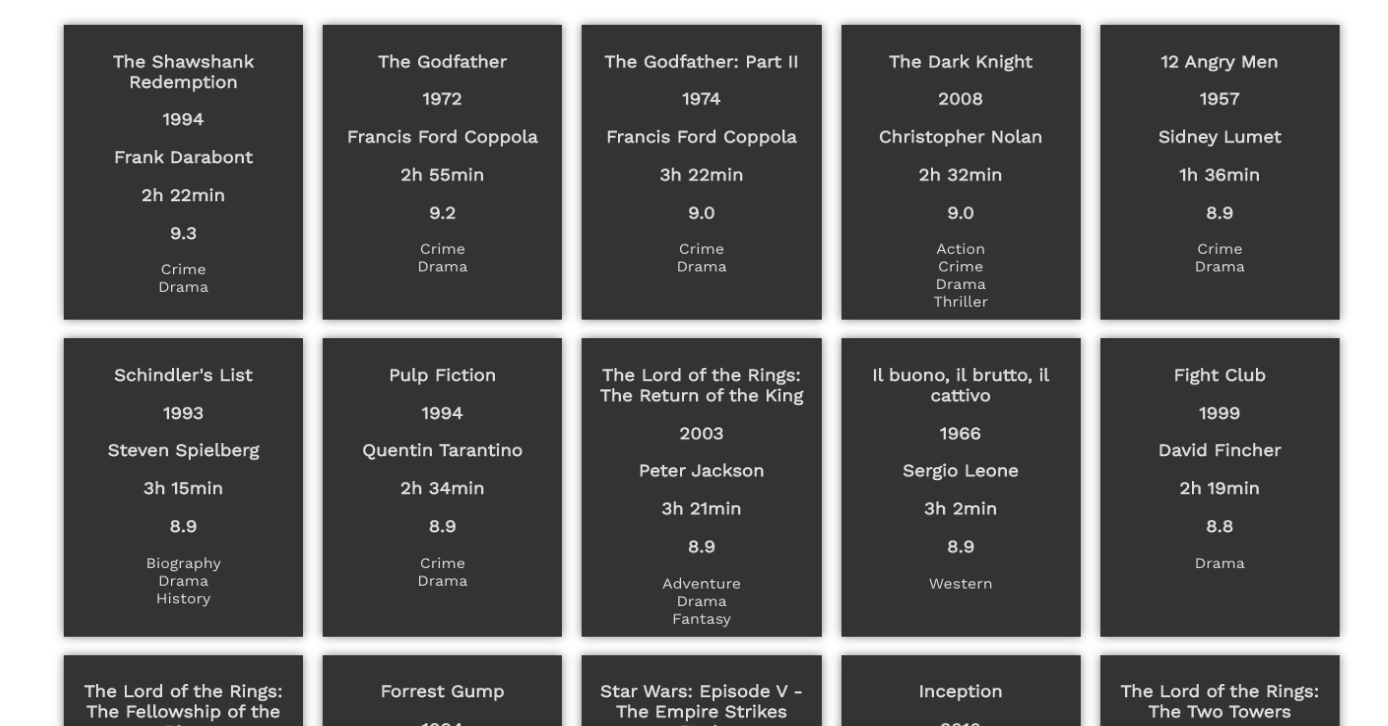 The Shawshank
Redemption
1994
Frank Darabont
2h 22min
9.3
Crime
Drama
The Godfather
1972
Francis Ford Coppola
2h 55min
9.2
Crime
Drama
The Godfather: Part II
1974
Francis Ford Coppola
3h 22min
9.0
Crime
Drama
The Dark Knight
2008
Christopher Nolan
2h 32min
9.0
Action
Crime
Drama
Thriller
12 Angry Men
1957
Sidney Lumet
1h 36min
8.9
Crime
Drama
Schindler's List
1993
Steven Spielberg
3h 15min
8.9
Biography
Drama
History
Pulp Fiction
1994
Quentin Tarantino
2h 34min
8.9
Crime
Drama
The Lord of the Rings:
The Return of the King
2003
Peter Jackson
3h 21min
8.9
Adventure
Drama
Fantasy
Il buono, il brutto, il
cattivo
1966
Sergio Leone
3h 2min
8.9
Western
Fight Club
1999
David Fincher
2h 19min
8.8
Drama
The Lord of the Rings:
The Fellowship of the
Forrest Gump
Star Wars: Episode V -
The Empire Strikes
Inception
The Lord of the Rings:
The Two Towers